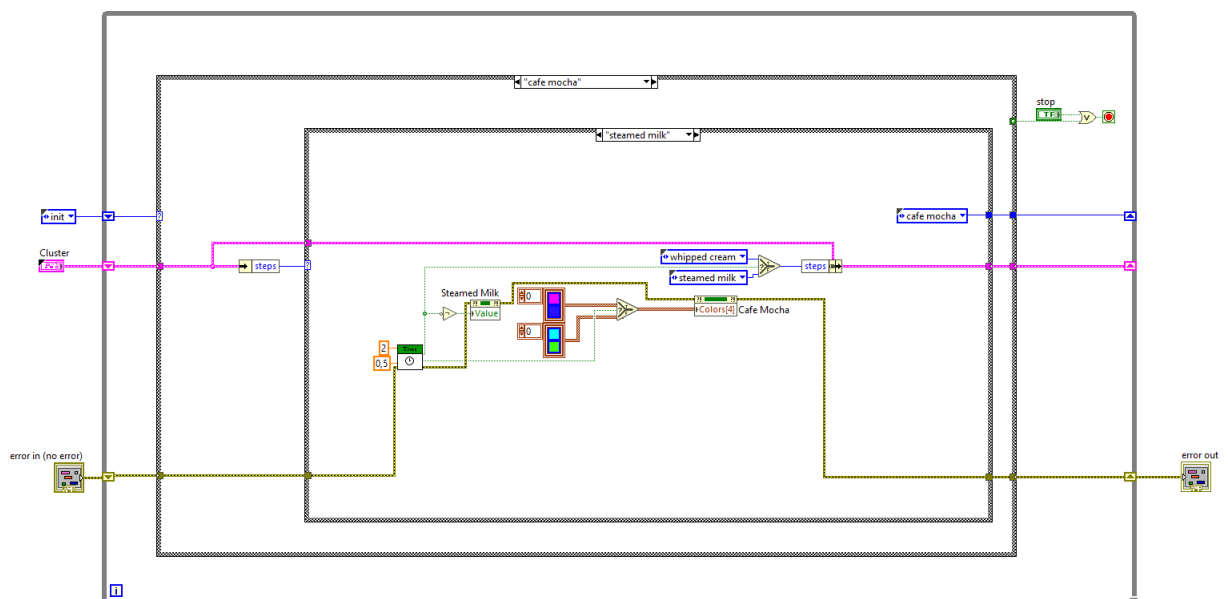 "cafe mocha"
stop
TF
V
"steamed milk"
init
?
cafe mocha
Cluster
steps
?
whipped cream
steamed milk
steps
Steamed Milk
Value
0
0
Colors[4]
Cafe Mocha
2
0,5
error in (no error)
error out
i